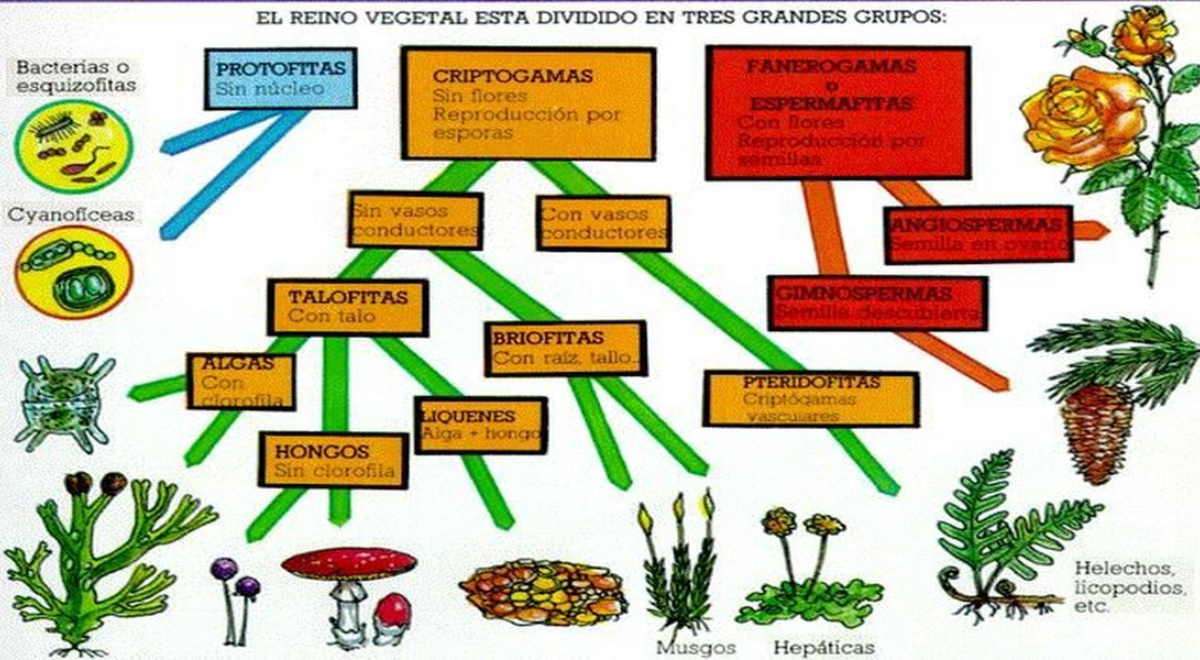 EL REINO VEGETAL ESTA DIVIDIDO EN TRES GRANDES GRUPOS:
Bacterias o
esquizofitas
PROTOFITAS
Sin núcleo
CRIPTOGAMAS
Sin flores
Reproducción por
esporas
FANEROGAMAS
o
ESPERMAFITAS
Con flores
Reproducción por
semillas
Cyanofíceas
Sin vasos
conductores
Con vasos
conductores
ANGIOSPERMAS
Semilla en ovario
GIMNOSPERMAS
Semilla descubierta
TALOFITAS
Con talo
BRIOFITAS
Con raíz, tallo..
ALGAS
Con
clorofila
PTERIDOFITAS
Criptógamas
vasculares
LIQUENES
Alga + hongo
HONGOS
Sin clorofila
Helechos,
licopodios,
etc.
Musgos
Hepáticas